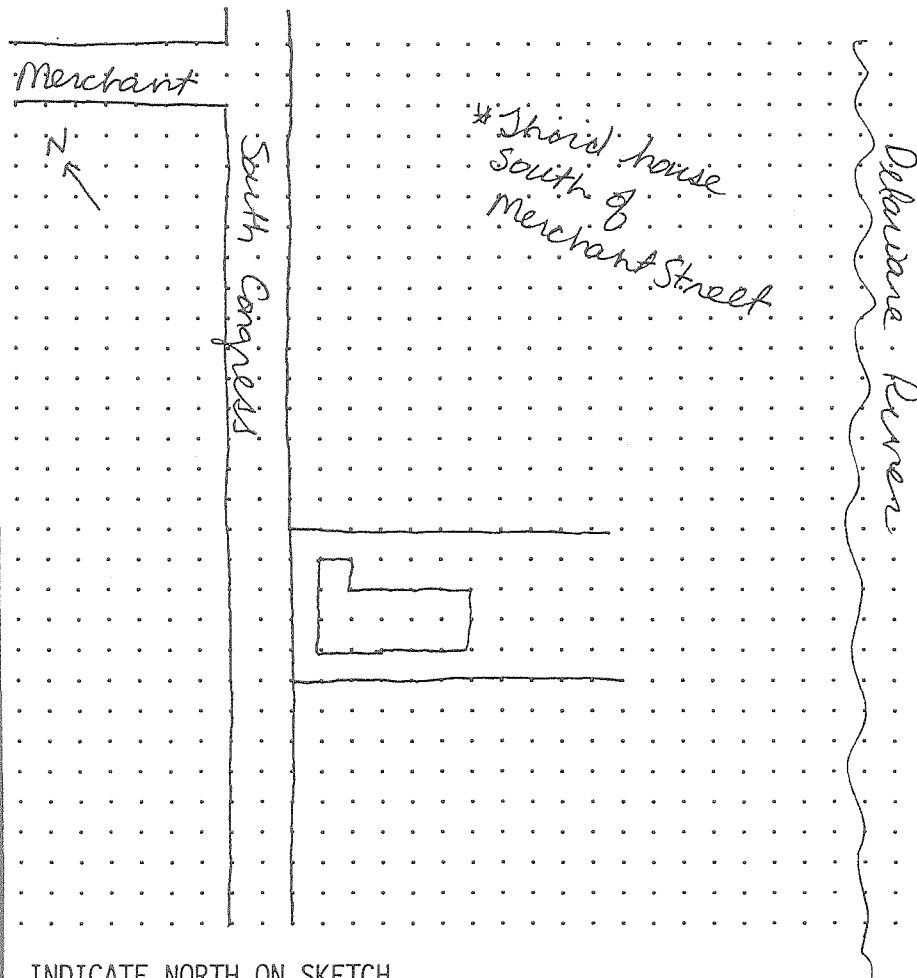 Merchant
N
South Congress
* Third house
South of
Merchant Street
Delaware River
INDICATE NORTH ON SKETCH